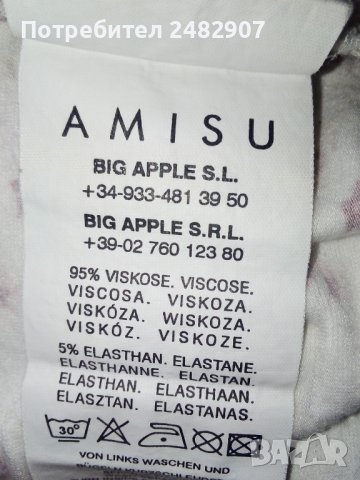 Потребител 2482907
AMISU
BIG APPLE S.L.
+34-933-481 39 50
BIG APPLE S.R.L.
+39-02 760 123 80
95% VISKOSE. VISCOSE.
VISCOSA. VISKOZA.
VISKÓZA. WISKOZA.
VISKÓZ. VISKOZE.
5% ELASTHAN. ELASTANE.
ELASTHANNE. ELASTAN.
ELASTHAN. ELASTHAAN.
ELASZTÁN. ELASTANAS.
30°
VON LINKS WASCHEN UND
BAZAR